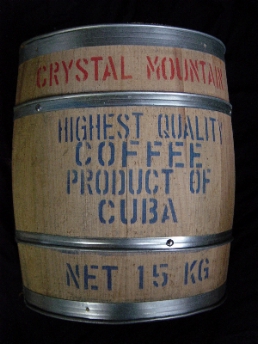 CRYSTAL MOUNTAIN
HIGHEST QUALITY
COFFEE
PRODUCT OF
CUBA
NET 15 KG